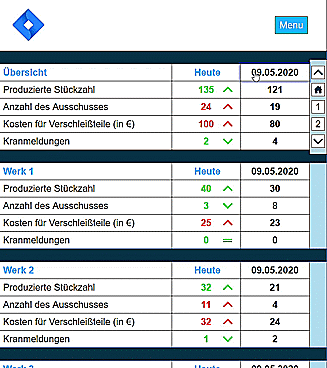 Menu
Übersicht Heute 09.05.2020
Produzierte Stückzahl 135 121
Anzahl des Ausschusses 24 19
Kosten für Verschleißteile (in €) 100 80
Kranmeldungen 2 4
1
2
Werk 1 Heute 09.05.2020
Produzierte Stückzahl 40 30
Anzahl des Ausschusses 3 8
Kosten für Verschleißteile (in €) 25 23
Kranmeldungen 0 = 0
Werk 2 Heute 09.05.2020
Produzierte Stückzahl 32 21
Anzahl des Ausschusses 11 4
Kosten für Verschleißteile (in €) 32 24
Kranmeldungen 1 2